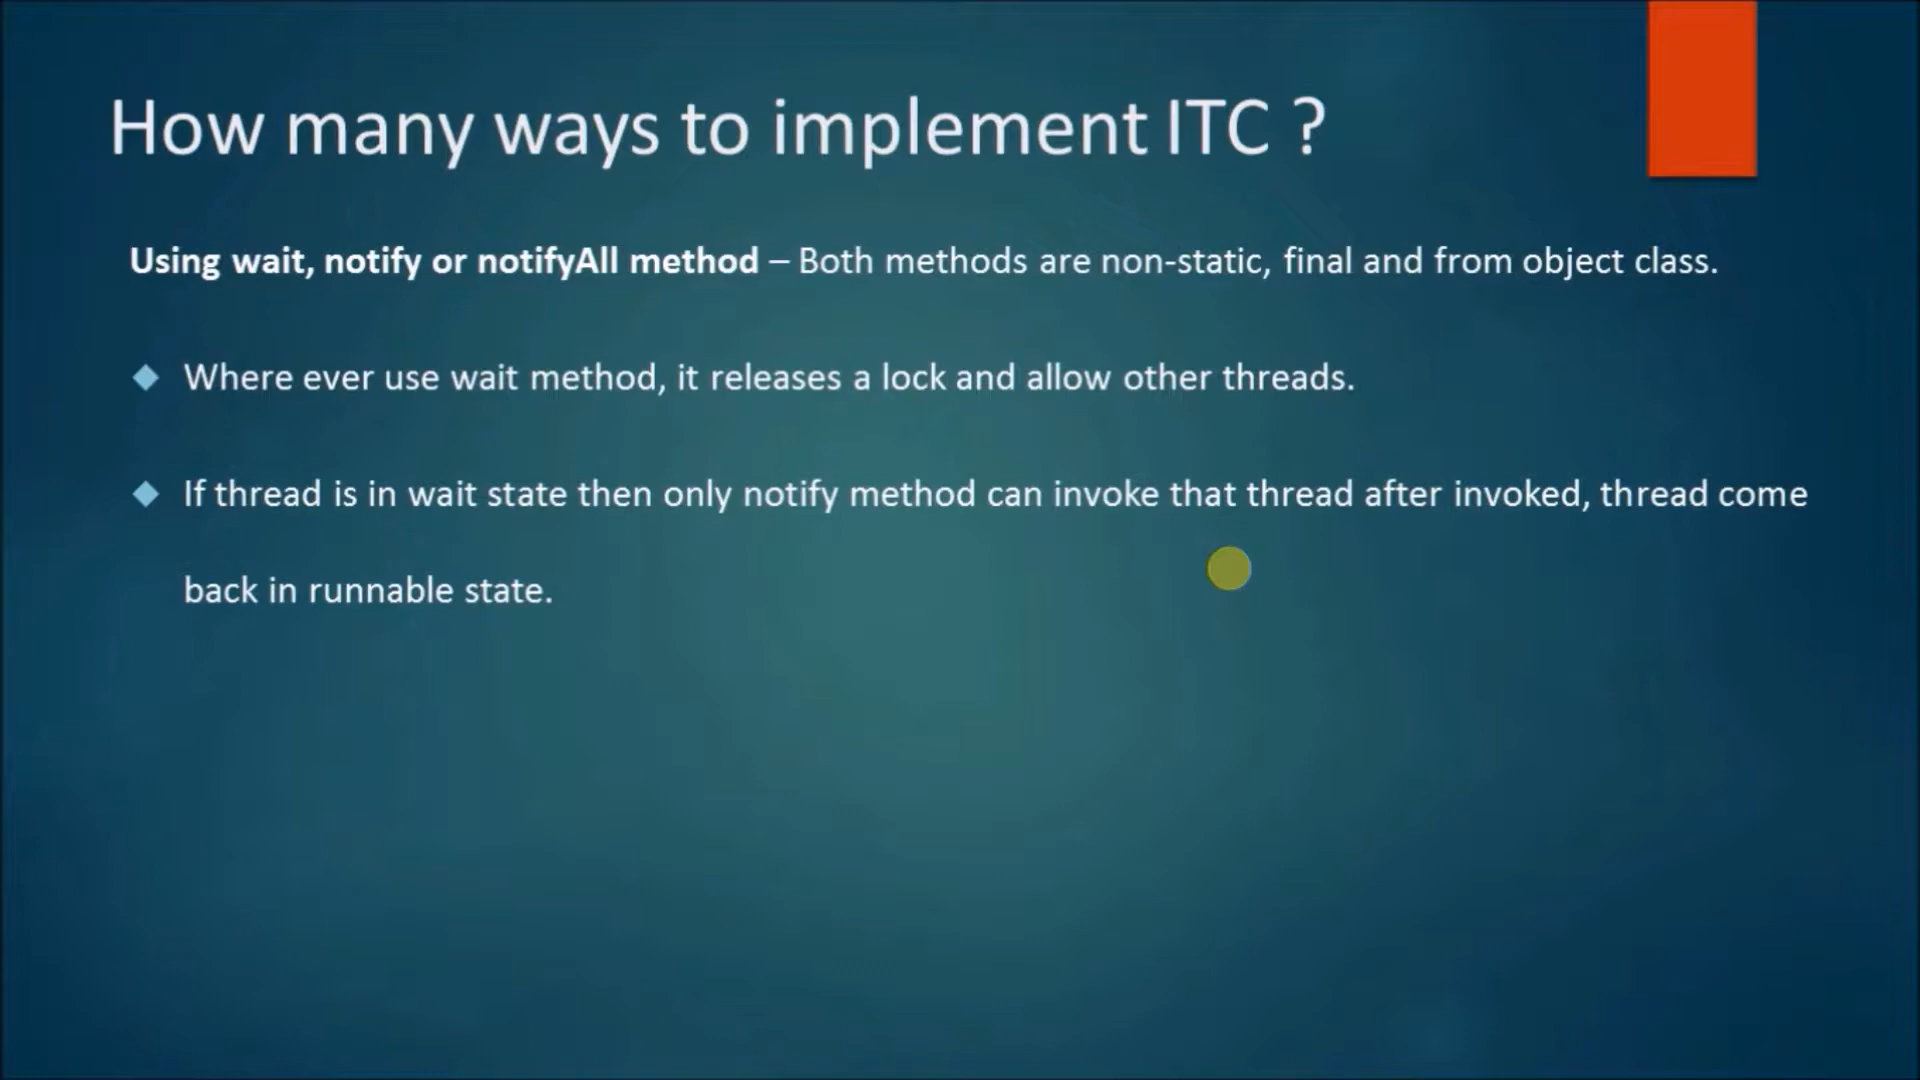 How many ways to implement ITC ?
Using wait, notify or notifyAll method – Both methods are non-static, final and from object class.
Where ever use wait method, it releases a lock and allow other threads.
If thread is in wait state then only notify method can invoke that thread after invoked, thread come
back in runnable state.